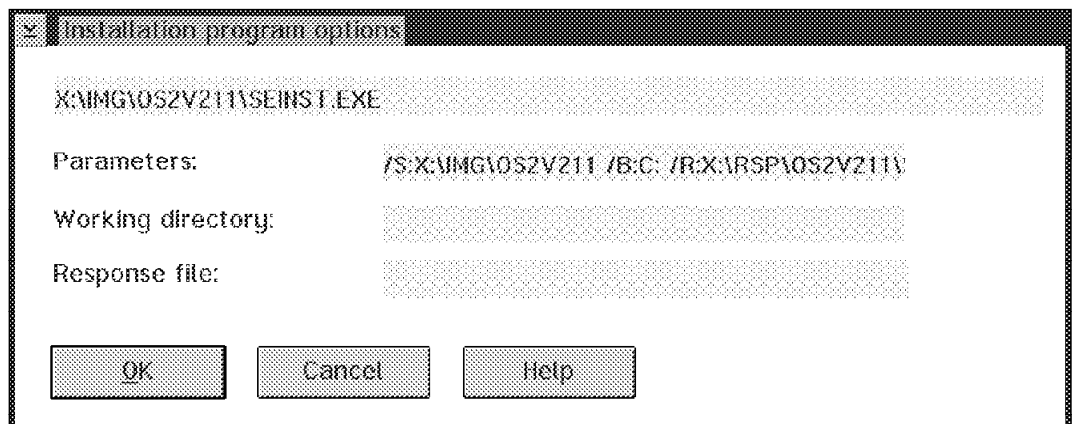 Installation program options
X:\IMG\OS2V211\SEINST.EXE
Parameters: /S:X:\IMG\OS2V211 /B:C: /R:X:\RSP\OS2V211\
Working directory:
Response file:
OK Cancel Help